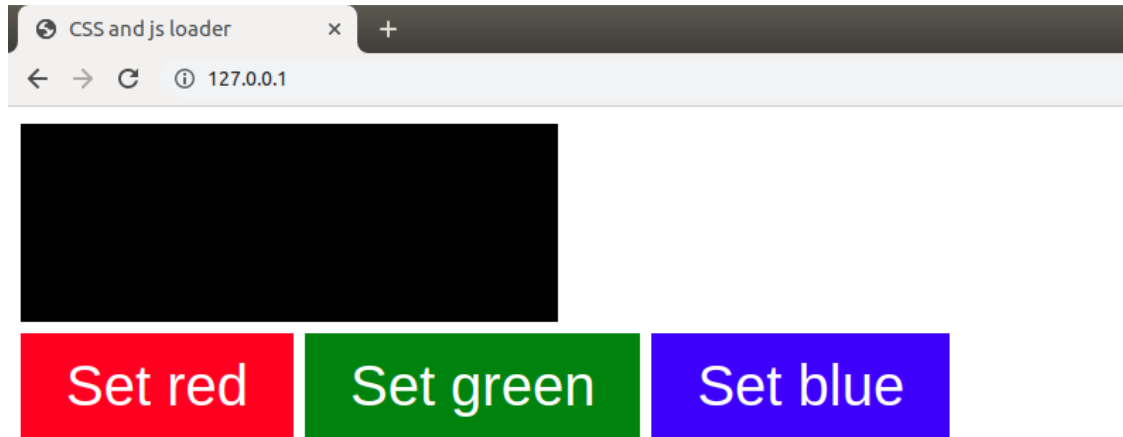 CSS and js loader
127.0.0.1
Set red
Set green
Set blue